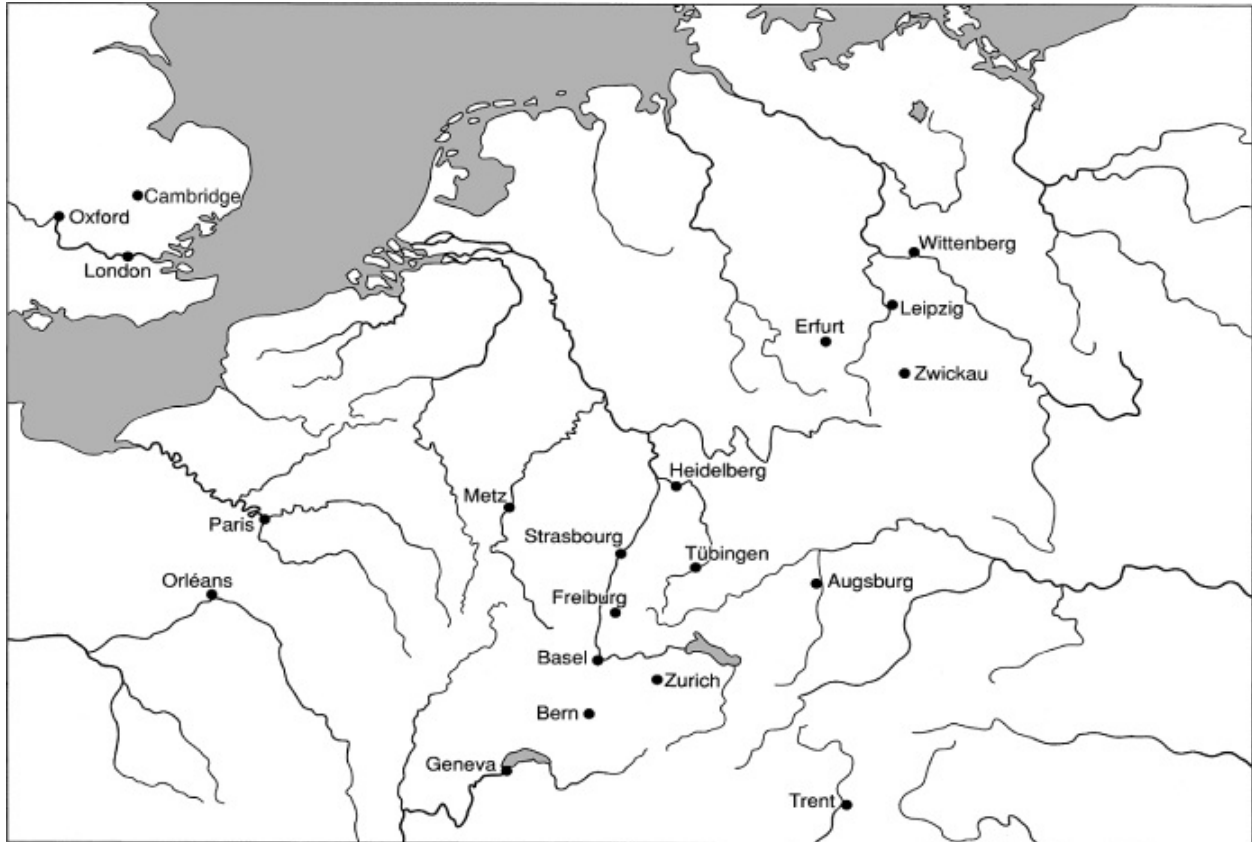 Cambridge
Oxford
London
Wittenberg
Leipzig
Erfurt
Zwickau
Heidelberg
Metz
Paris
Strasbourg
Tübingen
Augsburg
Orléans
Freiburg
Basel
Zurich
Bern
Geneva
Trent